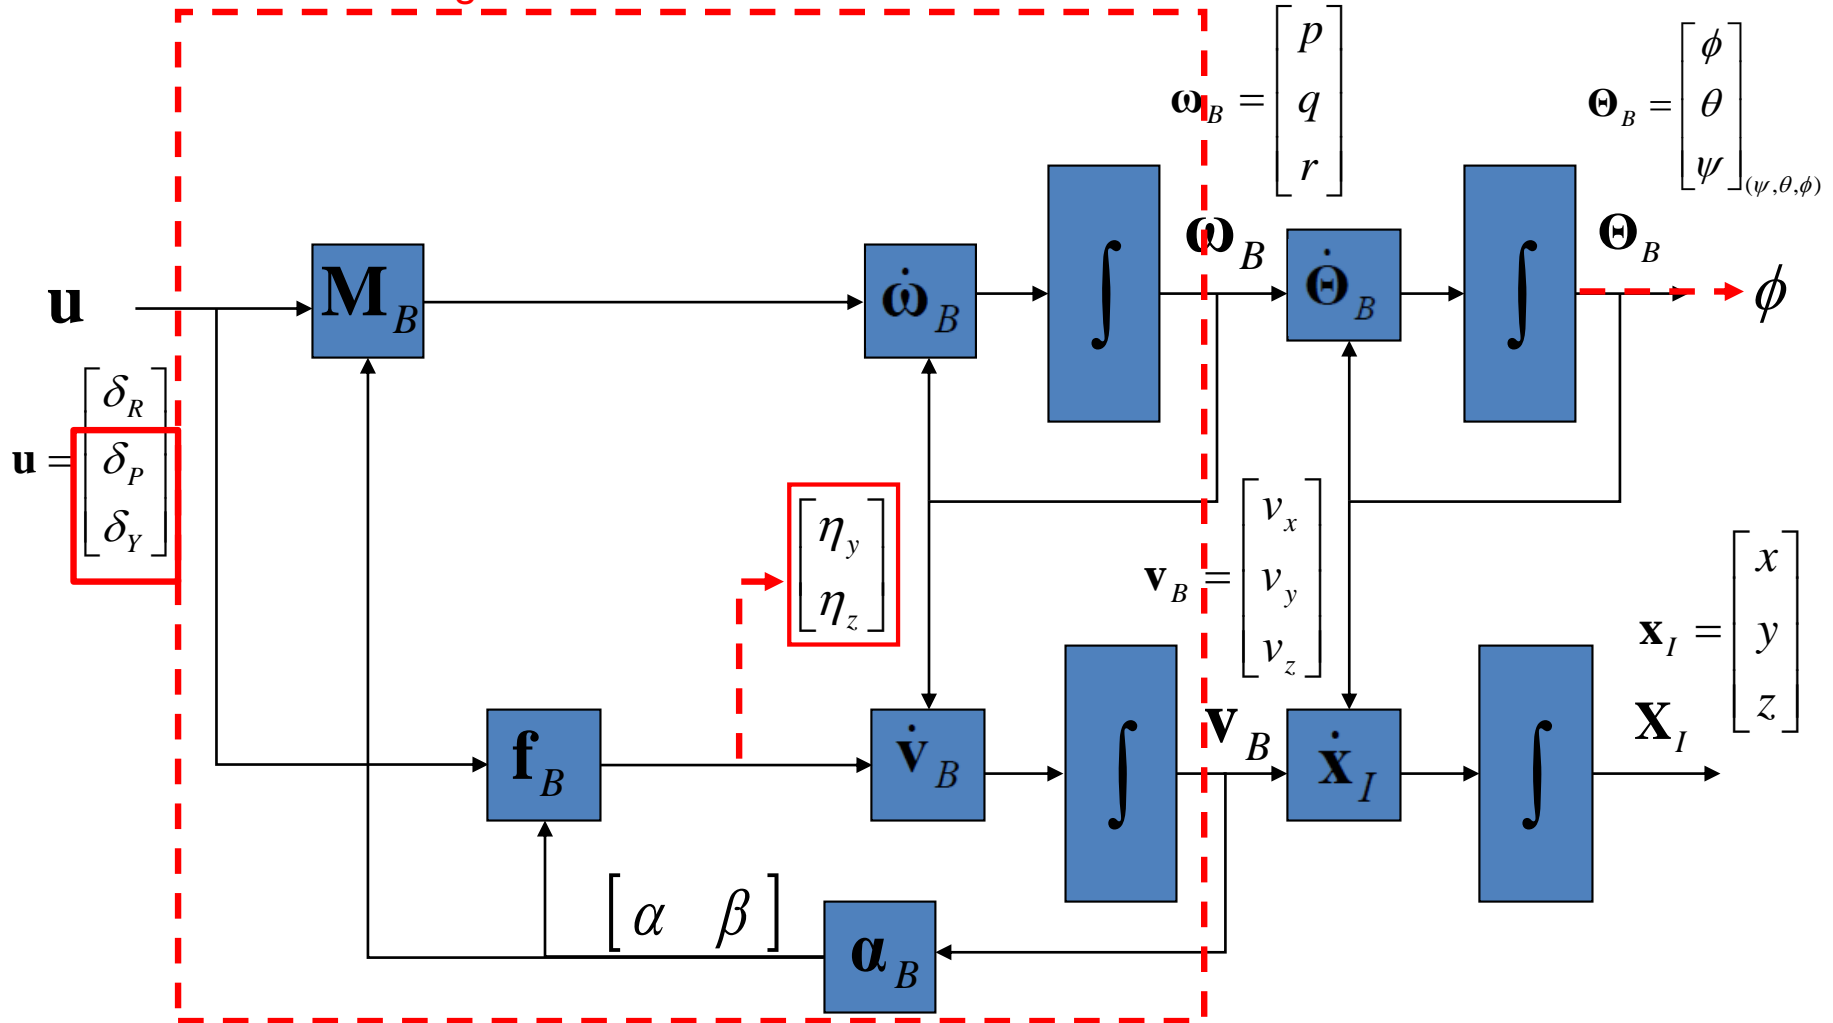 g
ω_B = [p q r]
Θ_B = [φ θ ψ]_(ψ,θ,φ)
u
M_B
ω̇_B
∫
ω_B
Θ̇_B
∫
Θ_B
φ
u = [δ_R δ_P δ_Y]
[η_y η_z]
v_B = [v_x v_y v_z]
x_I = [x y z]
f_B
v̇_B
∫
v_B
ẋ_I
∫
X_I
[α β]
α_B